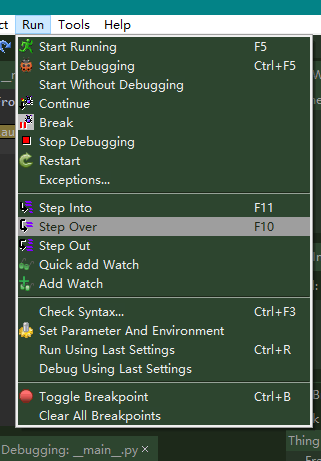 ct Run Tools Help
Start Running F5
Start Debugging Ctrl+F5
Start Without Debugging
Continue
Break
Stop Debugging
Restart
Exceptions...
Step Into F11
Step Over F10
Step Out
Quick add Watch
Add Watch
Check Syntax... Ctrl+F3
Set Parameter And Environment
Run Using Last Settings Ctrl+R
Debug Using Last Settings
Toggle Breakpoint Ctrl+B
Clear All Breakpoints
Debugging: __main__.py ×
Thing
Fra